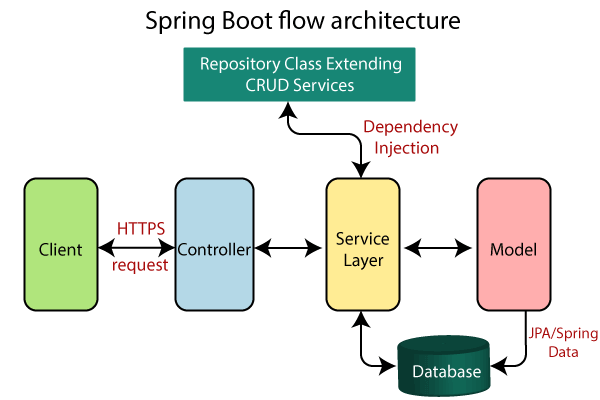 Spring Boot flow architecture
Repository Class Extending
CRUD Services
Dependency
Injection
Client
HTTPS
request
Controller
Service
Layer
Model
JPA/Spring
Data
Database